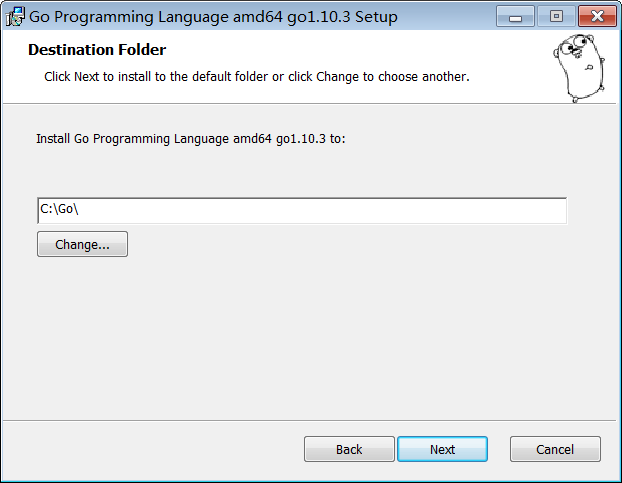 Go Programming Language amd64 go1.10.3 Setup
Destination Folder
Click Next to install to the default folder or click Change to choose another.
Install Go Programming Language amd64 go1.10.3 to:
C:\Go\
Change...
Back Next Cancel